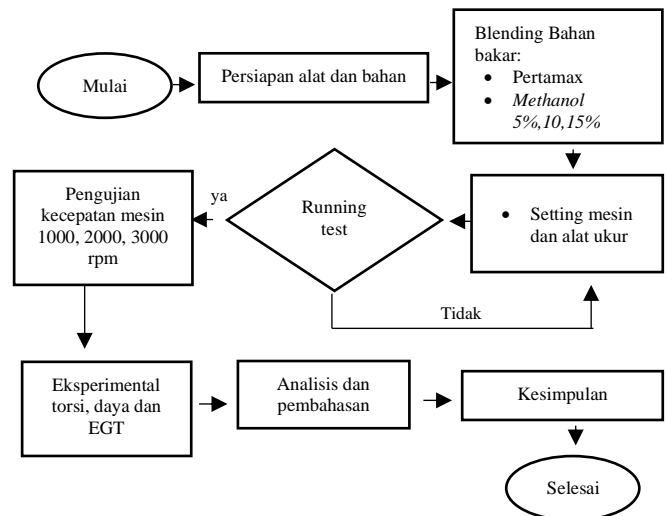 Mulai
Persiapan alat dan bahan
Blending Bahan
bakar:
• Pertamax
• Methanol
5%,10,15%
• Setting mesin
dan alat ukur
Running
test
ya
Tidak
Pengujian
kecepatan mesin
1000, 2000, 3000
rpm
Eksperimental
torsi, daya dan
EGT
Analisis dan
pembahasan
Kesimpulan
Selesai